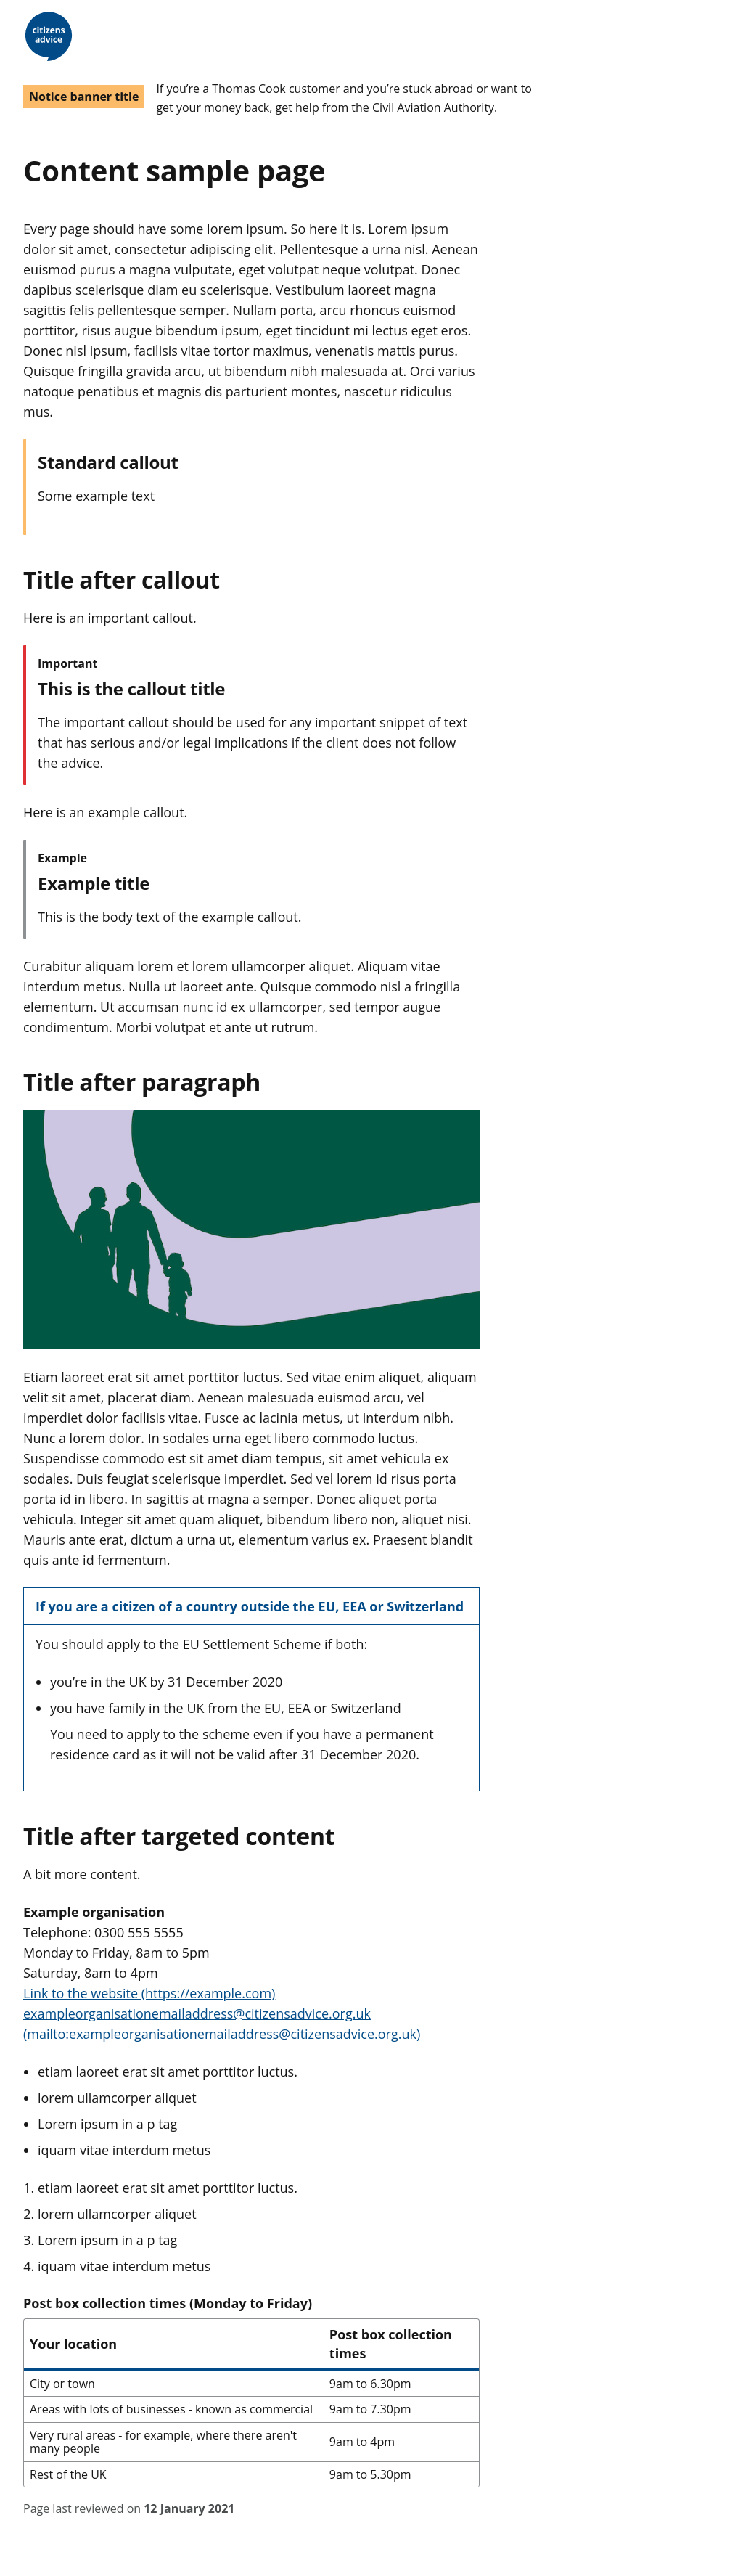 citizens
advice
Notice banner title
If you’re a Thomas Cook customer and you’re stuck abroad or want to
get your money back, get help from the Civil Aviation Authority.
Content sample page
Every page should have some lorem ipsum. So here it is. Lorem ipsum
dolor sit amet, consectetur adipiscing elit. Pellentesque a urna nisl. Aenean
euismod purus a magna vulputate, eget volutpat neque volutpat. Donec
dapibus scelerisque diam eu scelerisque. Vestibulum laoreet magna
sagittis felis pellentesque semper. Nullam porta, arcu rhoncus euismod
porttitor, risus augue bibendum ipsum, eget tincidunt mi lectus eget eros.
Donec nisl ipsum, facilisis vitae tortor maximus, venenatis mattis purus.
Quisque fringilla gravida arcu, ut bibendum nibh malesuada at. Orci varius
natoque penatibus et magnis dis parturient montes, nascetur ridiculus
mus.
Standard callout
Some example text
Title after callout
Here is an important callout.
Important
This is the callout title
The important callout should be used for any important snippet of text
that has serious and/or legal implications if the client does not follow
the advice.
Here is an example callout.
Example
Example title
This is the body text of the example callout.
Curabitur aliquam lorem et lorem ullamcorper aliquet. Aliquam vitae
interdum metus. Nulla ut laoreet ante. Quisque commodo nisl a fringilla
elementum. Ut accumsan nunc id ex ullamcorper, sed tempor augue
condimentum. Morbi volutpat et ante ut rutrum.
Title after paragraph
Etiam laoreet erat sit amet porttitor luctus. Sed vitae enim aliquet, aliquam
velit sit amet, placerat diam. Aenean malesuada euismod arcu, vel
imperdiet dolor facilisis vitae. Fusce ac lacinia metus, ut interdum nibh.
Nunc a lorem dolor. In sodales urna eget libero commodo luctus.
Suspendisse commodo est sit amet diam tempus, sit amet vehicula ex
sodales. Duis feugiat scelerisque imperdiet. Sed vel lorem id risus porta
porta id in libero. In sagittis at magna a semper. Donec aliquet porta
vehicula. Integer sit amet quam aliquet, bibendum libero non, aliquet nisi.
Mauris ante erat, dictum a urna ut, elementum varius ex. Praesent blandit
quis ante id fermentum.
If you are a citizen of a country outside the EU, EEA or Switzerland
You should apply to the EU Settlement Scheme if both:
• you’re in the UK by 31 December 2020
• you have family in the UK from the EU, EEA or Switzerland
You need to apply to the scheme even if you have a permanent
residence card as it will not be valid after 31 December 2020.
Title after targeted content
A bit more content.
Example organisation
Telephone: 0300 555 5555
Monday to Friday, 8am to 5pm
Saturday, 8am to 4pm
Link to the website (https://example.com)
exampleorganisationemailaddress@citizensadvice.org.uk
(mailto:exampleorganisationemailaddress@citizensadvice.org.uk)
• etiam laoreet erat sit amet porttitor luctus.
• lorem ullamcorper aliquet
• Lorem ipsum in a p tag
• iquam vitae interdum metus
1. etiam laoreet erat sit amet porttitor luctus.
2. lorem ullamcorper aliquet
3. Lorem ipsum in a p tag
4. iquam vitae interdum metus
Post box collection times (Monday to Friday)
Your location
Post box collection
times
City or town
9am to 6.30pm
Areas with lots of businesses - known as commercial
9am to 7.30pm
Very rural areas - for example, where there aren't
many people
9am to 4pm
Rest of the UK
9am to 5.30pm
Page last reviewed on 12 January 2021